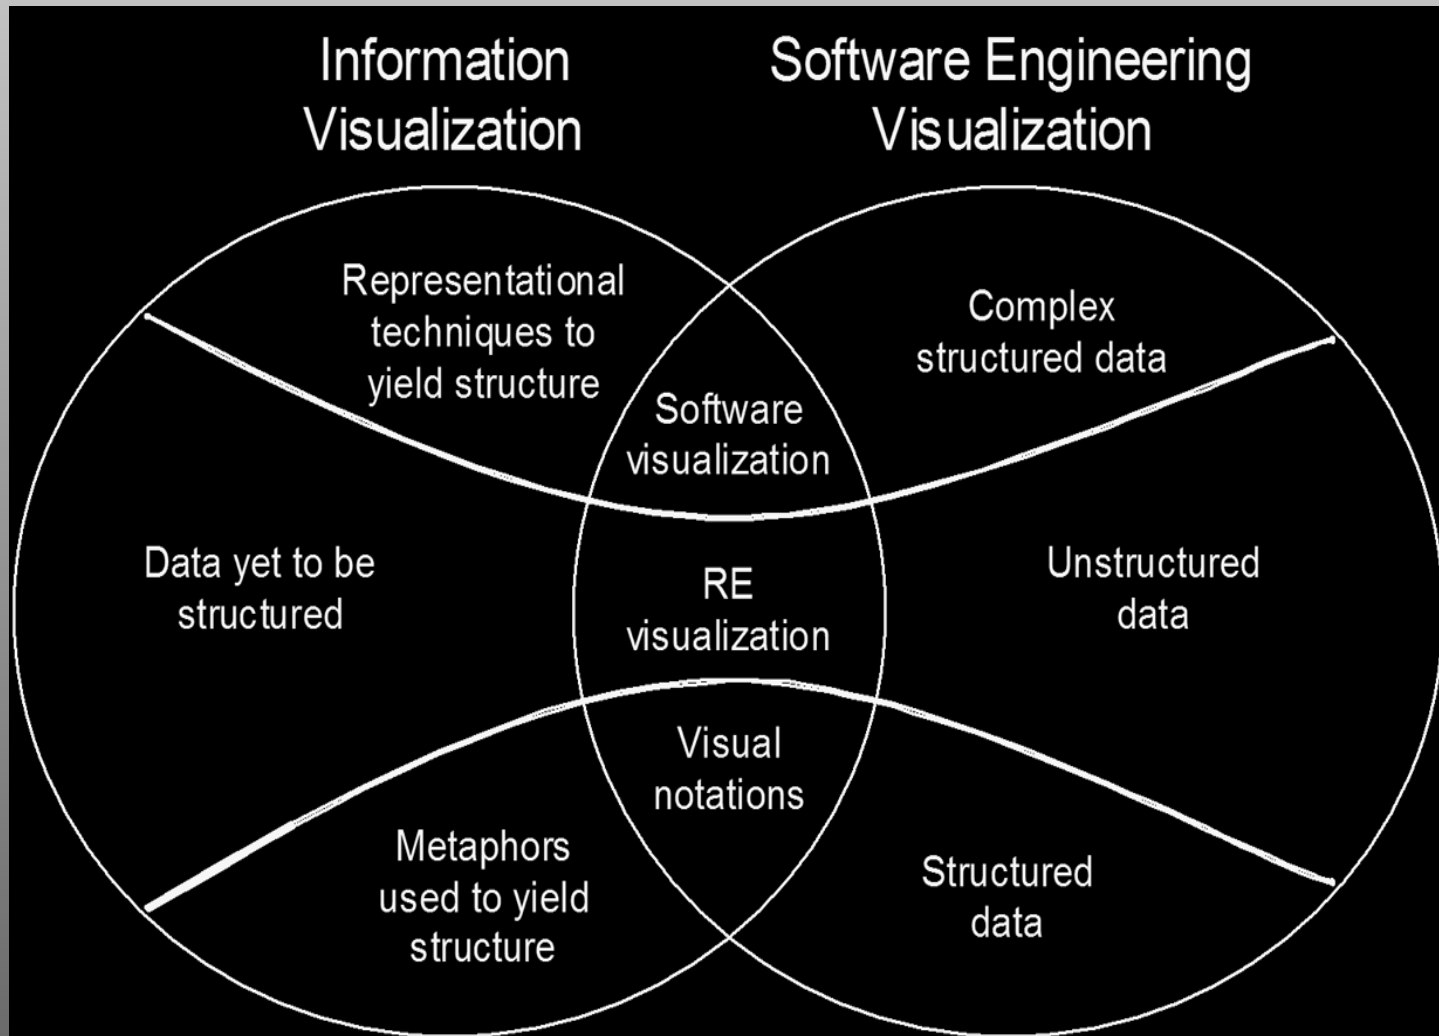 Information
Visualization
Software Engineering
Visualization
Representational
techniques to
yield structure
Complex
structured data
Software
visualization
Data yet to be
structured
RE
visualization
Unstructured
data
Visual
notations
Metaphors
used to yield
structure
Structured
data